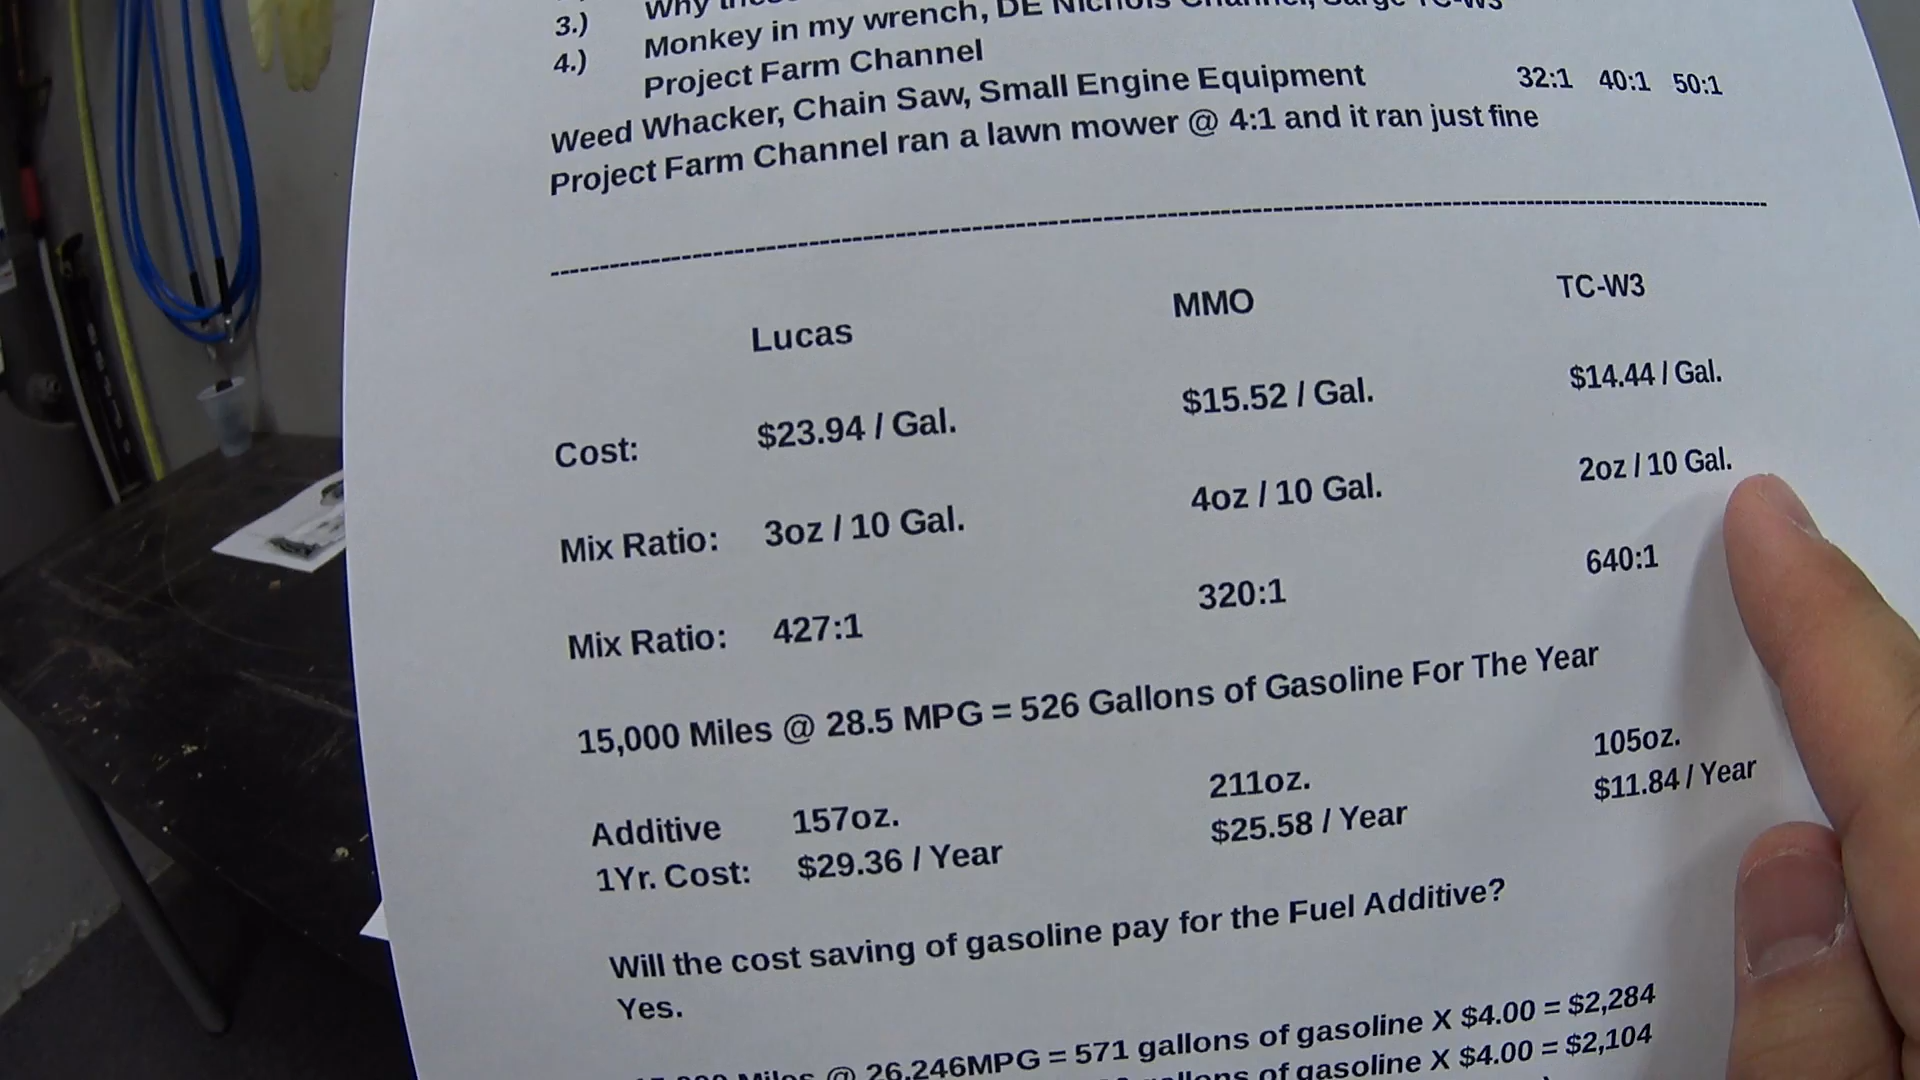 3.) Why
4.) Monkey in my wrench, DE Nichols Channel, Sarge TC-W3
Project Farm Channel
Weed Whacker, Chain Saw, Small Engine Equipment 32:1 40:1 50:1
Project Farm Channel ran a lawn mower @ 4:1 and it ran just fine
Lucas MMO TC-W3
Cost: $23.94 / Gal. $15.52 / Gal. $14.44 / Gal.
Mix Ratio: 3oz / 10 Gal. 4oz / 10 Gal. 2oz / 10 Gal.
Mix Ratio: 427:1 320:1 640:1
15,000 Miles @ 28.5 MPG = 526 Gallons of Gasoline For The Year
Additive 157oz. 211oz. 105oz.
1Yr. Cost: $29.36 / Year $25.58 / Year $11.84 / Year
Will the cost saving of gasoline pay for the Fuel Additive?
Yes.
Miles @ 26.246MPG = 571 gallons of gasoline X $4.00 = $2,284
gallons of gasoline X $4.00 = $2,104